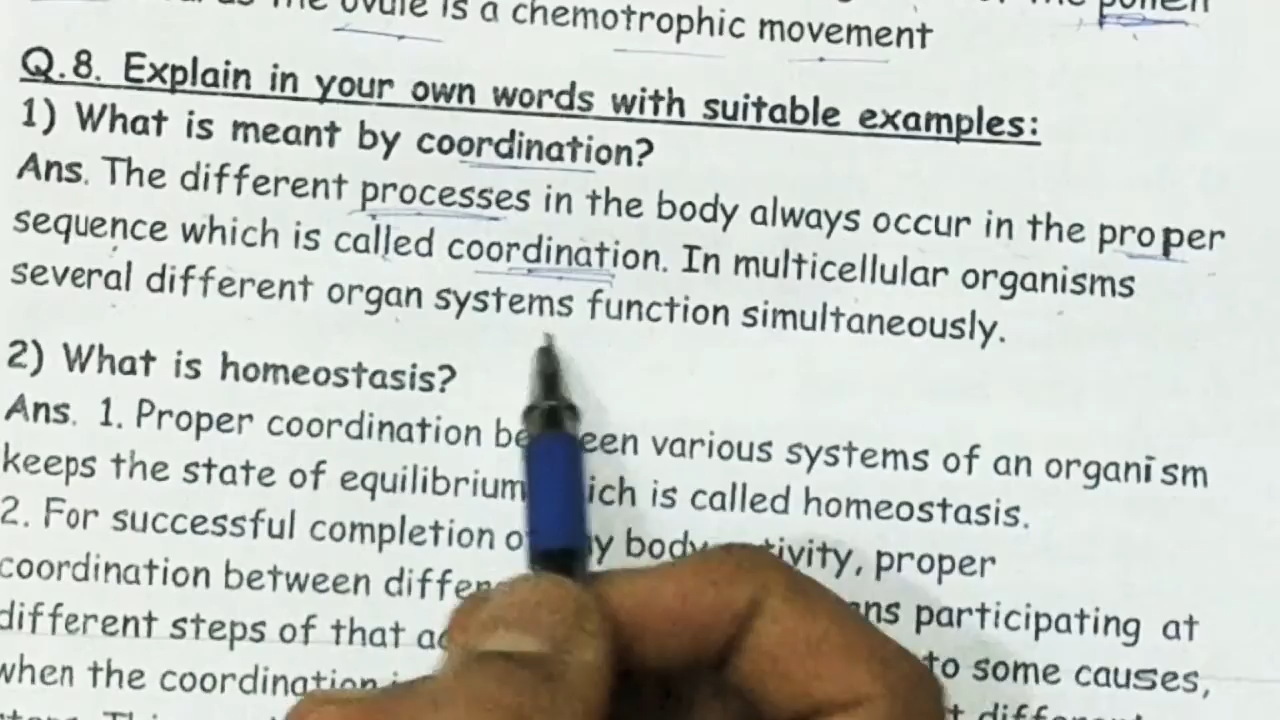 the ovule is a chemotrophic movement
Q.8. Explain in your own words with suitable examples:
1) What is meant by coordination?
Ans. The different processes in the body always occur in the proper
sequence which is called coordination. In multicellular organisms
several different organ systems function simultaneously.
2) What is homeostasis?
Ans. 1. Proper coordination be een various systems of an organism
keeps the state of equilibrium ich is called homeostasis.
2. For successful completion o y body tivity, proper
coordination between differe ns participating at
different steps of that ac
when the coordination to some causes,